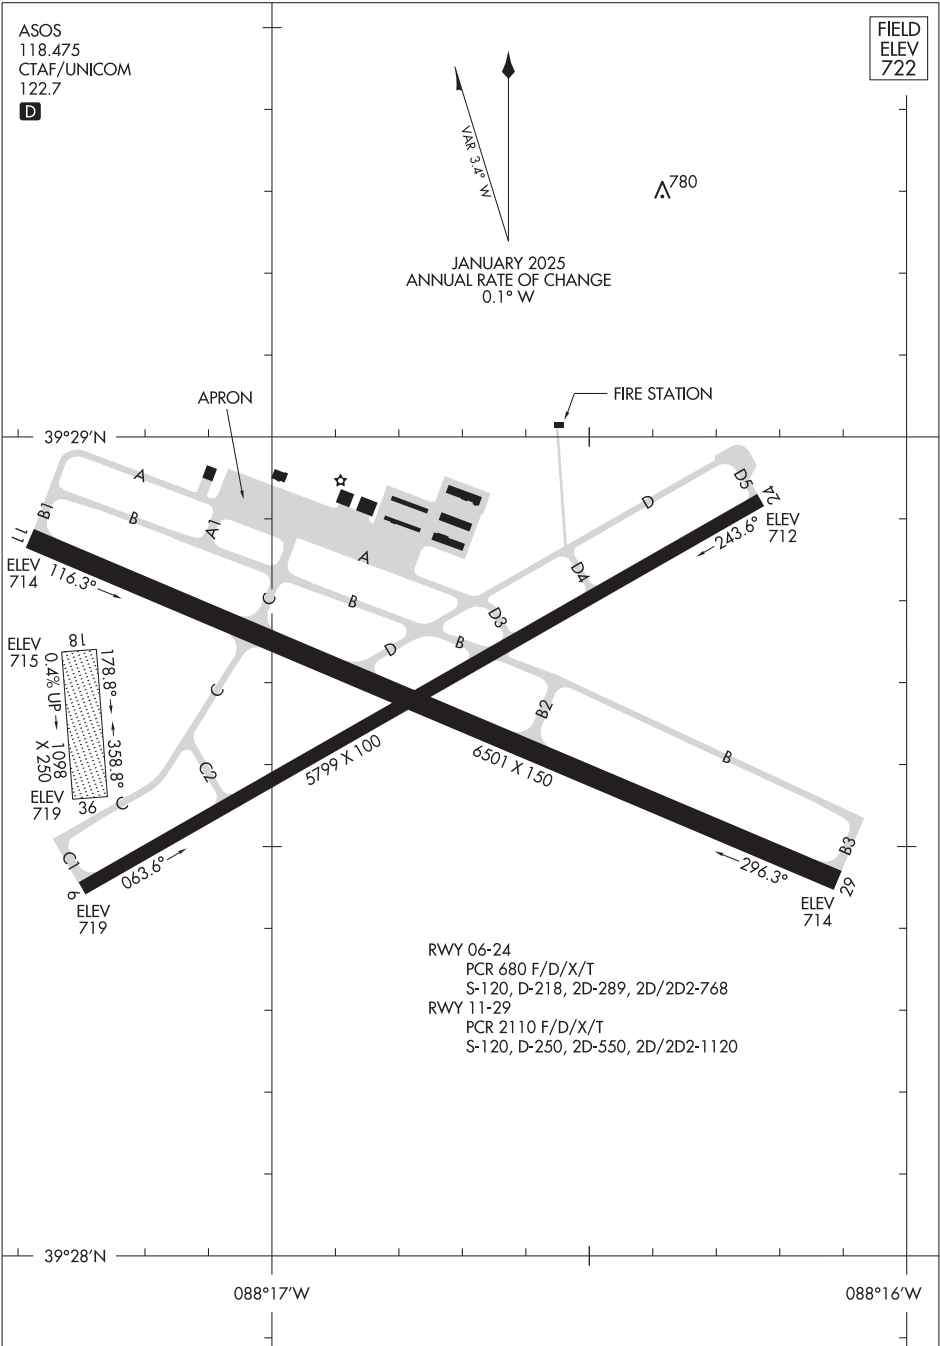 ASOS
118.475
CTAF/UNICOM
122.7
D
FIELD
ELEV
722
VAR 3.4° W
780
JANUARY 2025
ANNUAL RATE OF CHANGE
0.1° W
APRON
FIRE STATION
39°29'N
A
B1
B
A1
A
D
D5
24
243.6°
ELEV
712
11
ELEV
714
116.3°
C
B
D4
D3
D
B
ELEV
715
18
178.8°
358.8°
0.4% UP
1098
X 250
ELEV
719
36
C
C
C2
B2
B
5799 X 100
6501 X 150
C1
6
063.6°
ELEV
719
B3
296.3°
29
ELEV
714
RWY 06-24
PCR 680 F/D/X/T
S-120, D-218, 2D-289, 2D/2D2-768
RWY 11-29
PCR 2110 F/D/X/T
S-120, D-250, 2D-550, 2D/2D2-1120
39°28'N
088°17'W
088°16'W